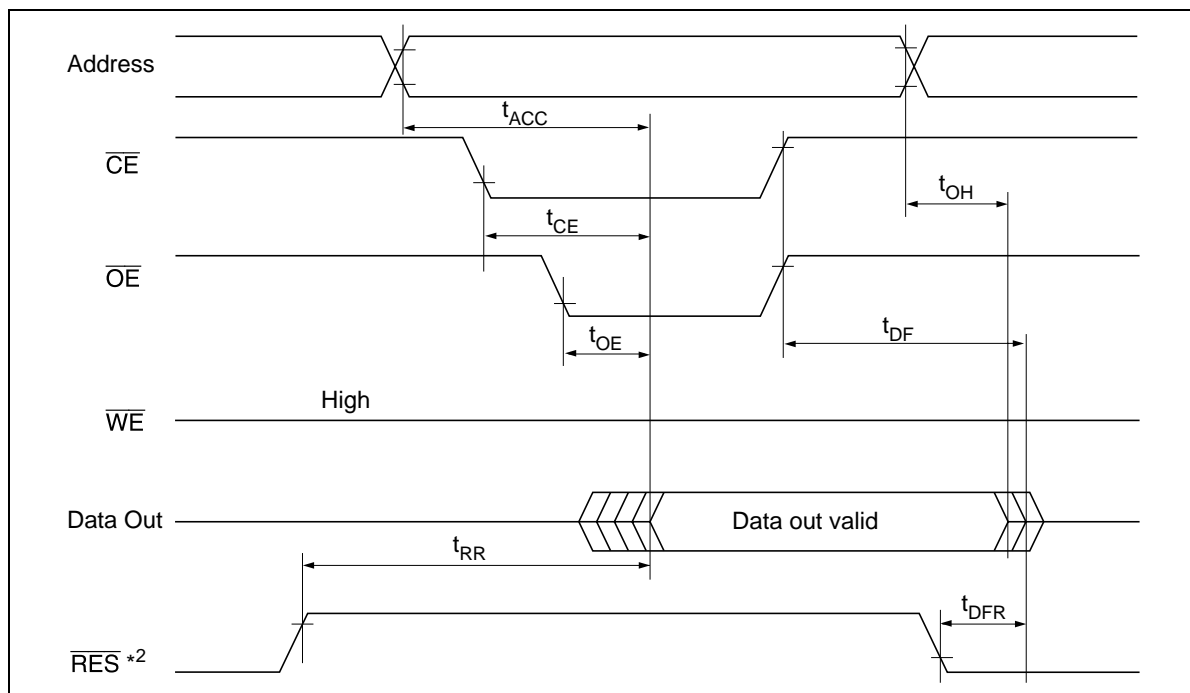 Address
tACC
CE
tOH
tCE
OE
tDF
tOE
High
WE
Data Out
Data out valid
tRR
tDFR
RES *2